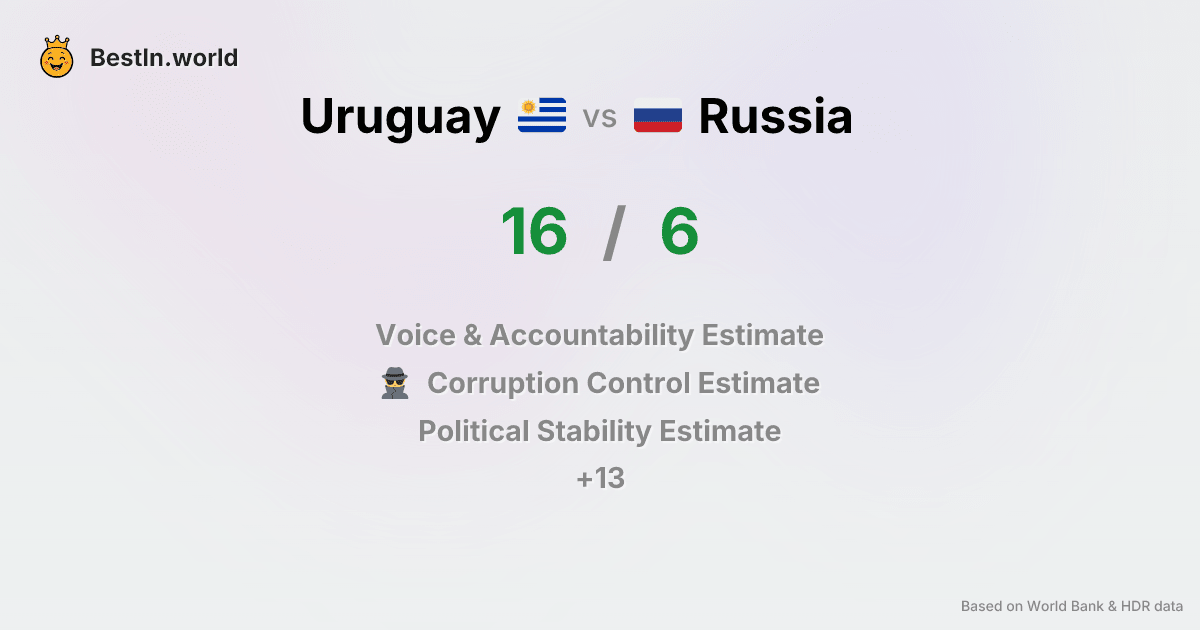 BestIn.world
Uruguay vs Russia
16 / 6
Voice & Accountability Estimate
Corruption Control Estimate
Political Stability Estimate
+13
Based on World Bank & HDR data